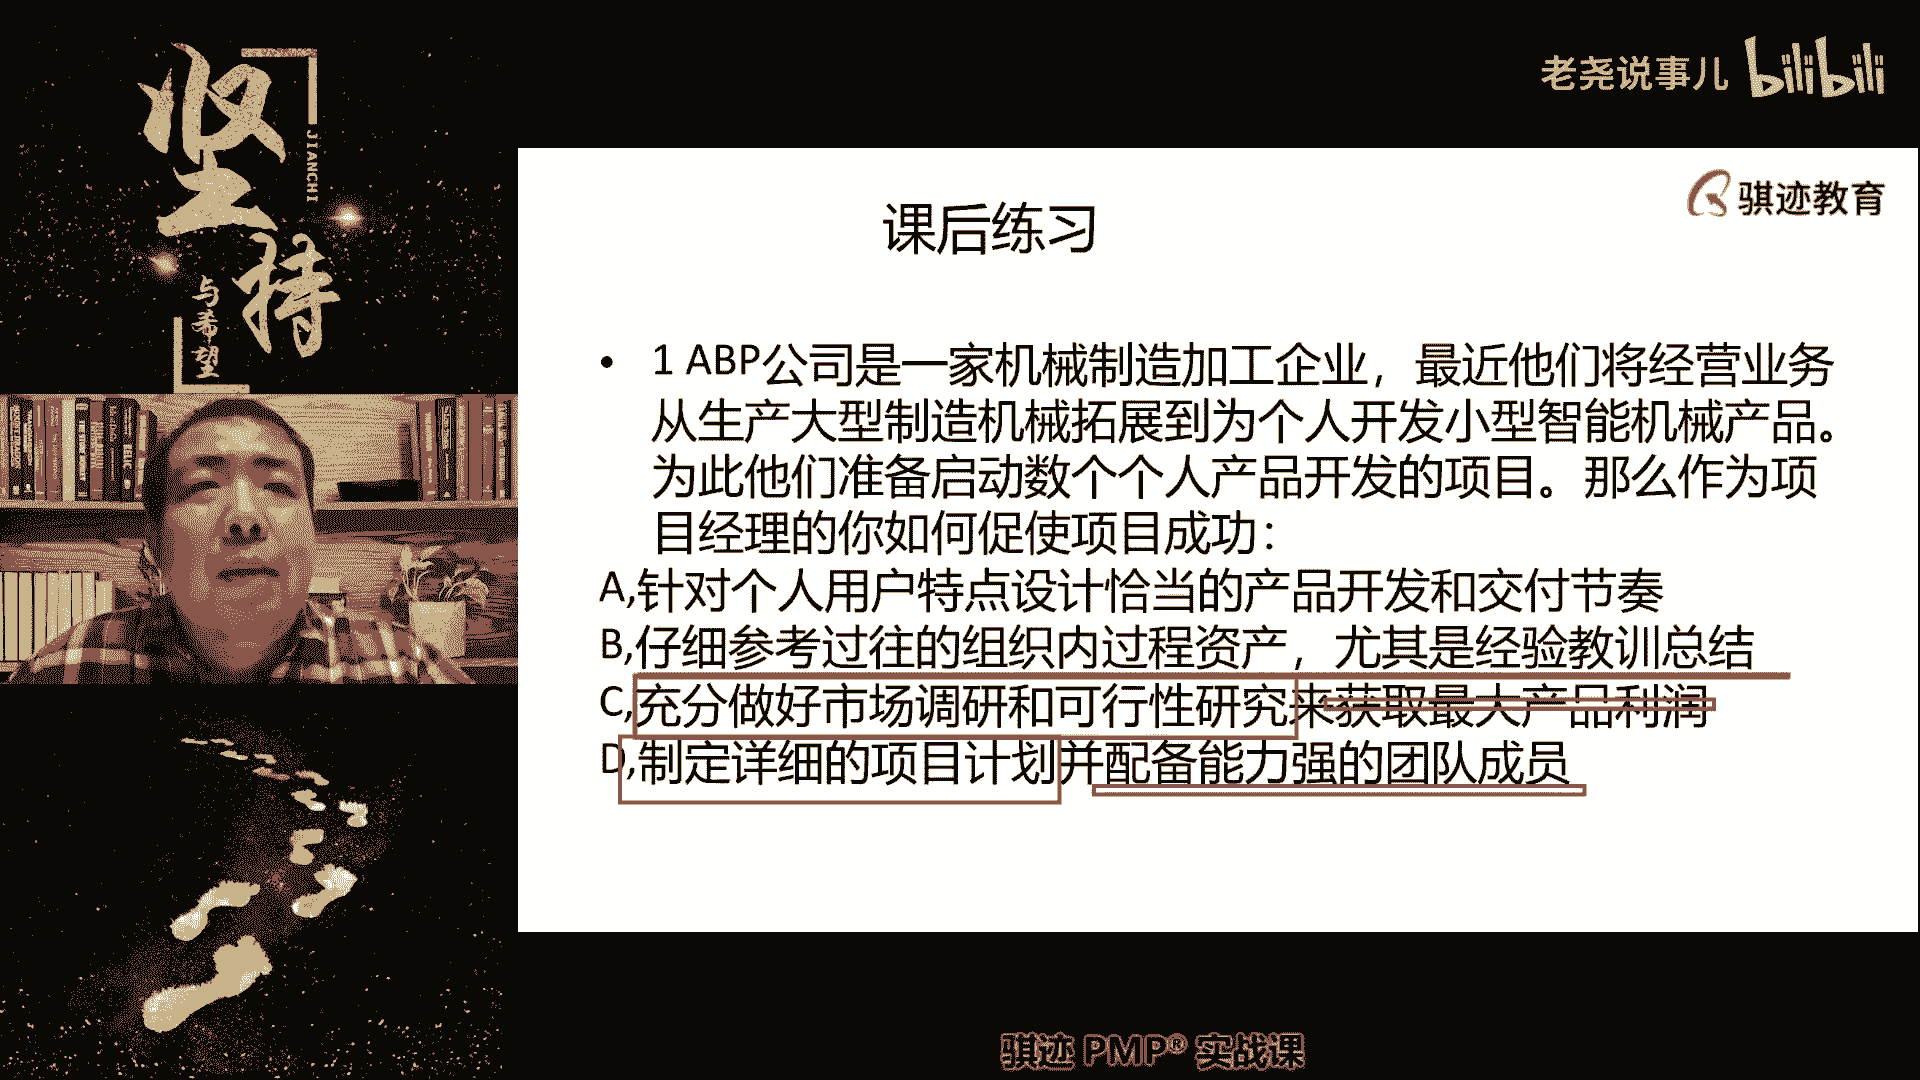 坚持
JIANCHI
与希望
老尧说事儿 bilibili
骐迹教育
课后练习
• 1 ABP公司是一家机械制造加工企业，最近他们将经营业务
从生产大型制造机械拓展到为个人开发小型智能机械产品。
为此他们准备启动数个个人产品开发的项目。那么作为项
目经理的你如何促使项目成功：
A,针对个人用户特点设计恰当的产品开发和交付节奏
B,仔细参考过往的组织内过程资产，尤其是经验教训总结
C,充分做好市场调研和可行性研究来获取最大产品利润
D,制定详细的项目计划并配备能力强的团队成员
骐迹 PMP® 实战课